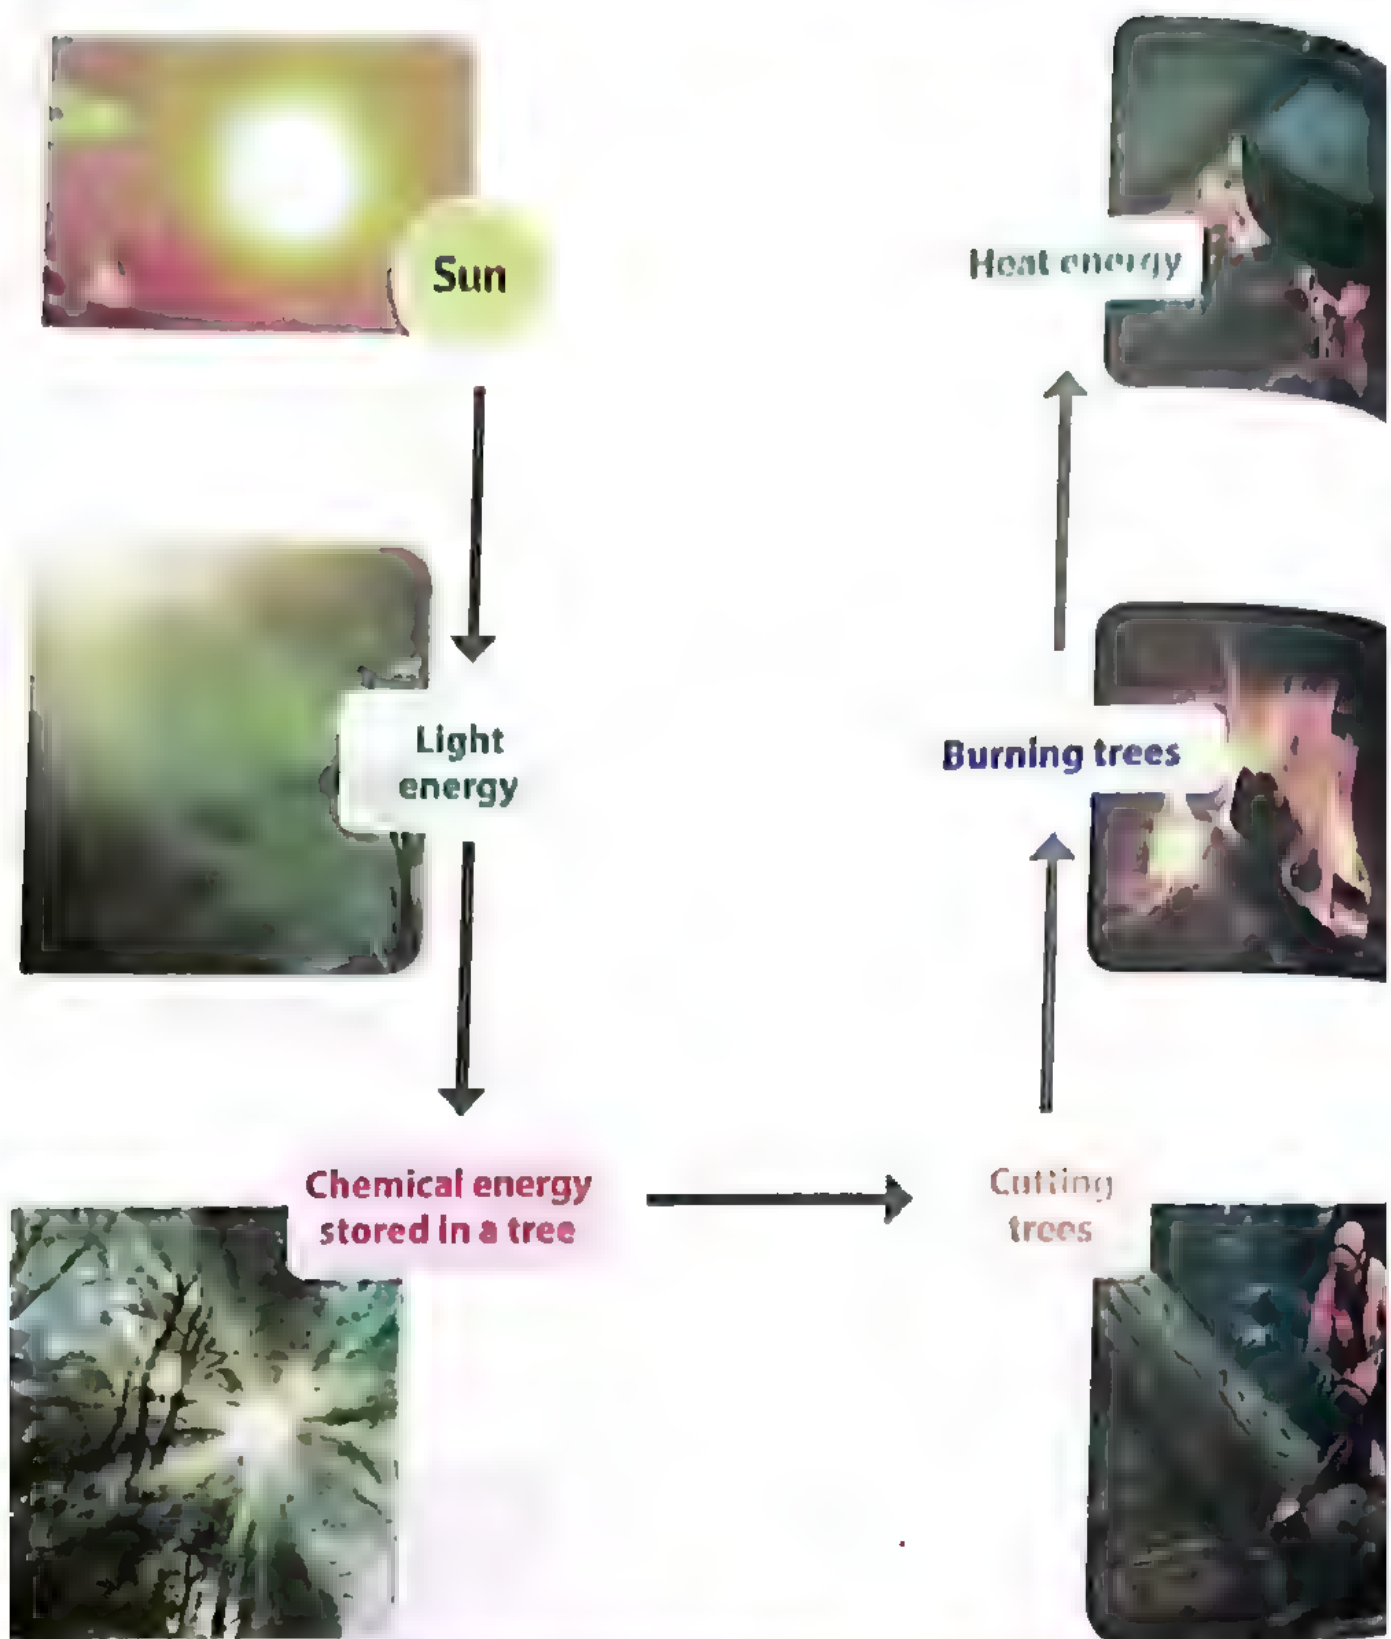 Sun
Light
energy
Chemical energy
stored in a tree
Cutting
trees
Burning trees
Heat energy